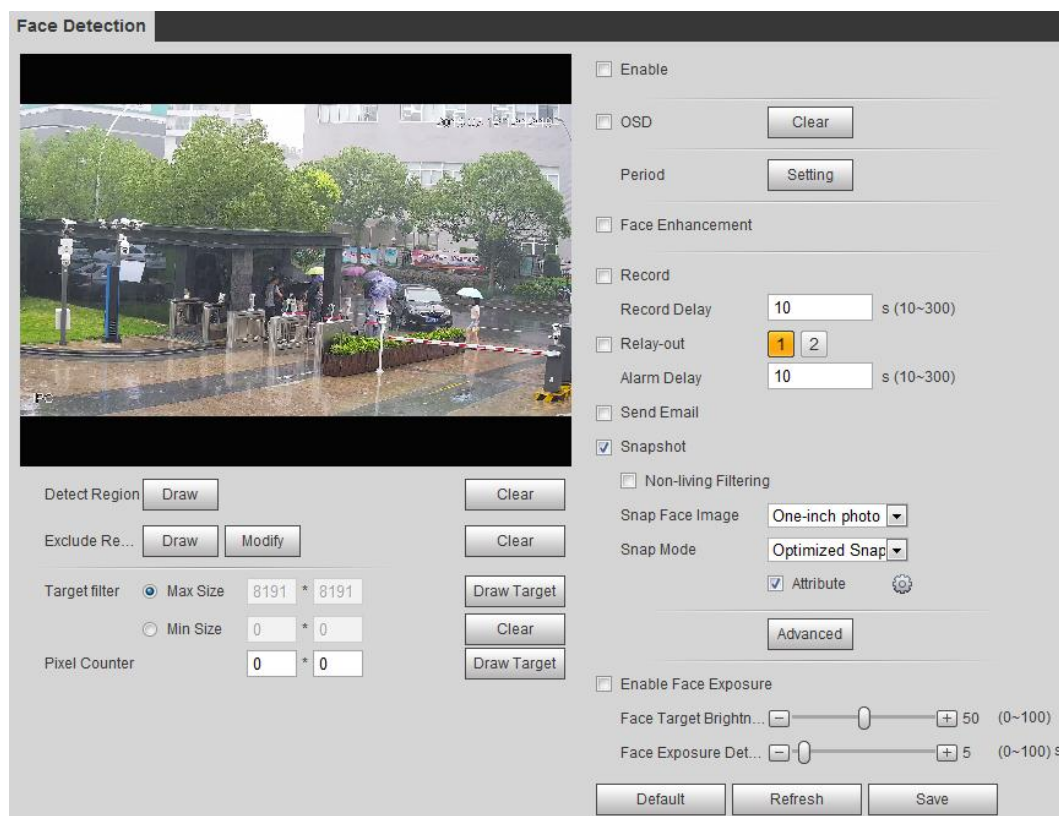 Face Detection
Enable
OSD Clear
Period Setting
Face Enhancement
Record
Record Delay 10 s (10~300)
Relay-out 1 2
Alarm Delay 10 s (10~300)
Send Email
Snapshot
Non-living Filtering
Snap Face Image One-inch photo
Snap Mode Optimized Snap
Attribute
Advanced
Enable Face Exposure
Face Target Brightn... 50 (0~100)
Face Exposure Det... 5 (0~100) s
Default Refresh Save
PC
Detect Region Draw Clear
Exclude Re... Draw Modify Clear
Target filter Max Size 8191 * 8191 Draw Target
Min Size 0 * 0 Clear
Pixel Counter 0 * 0 Draw Target